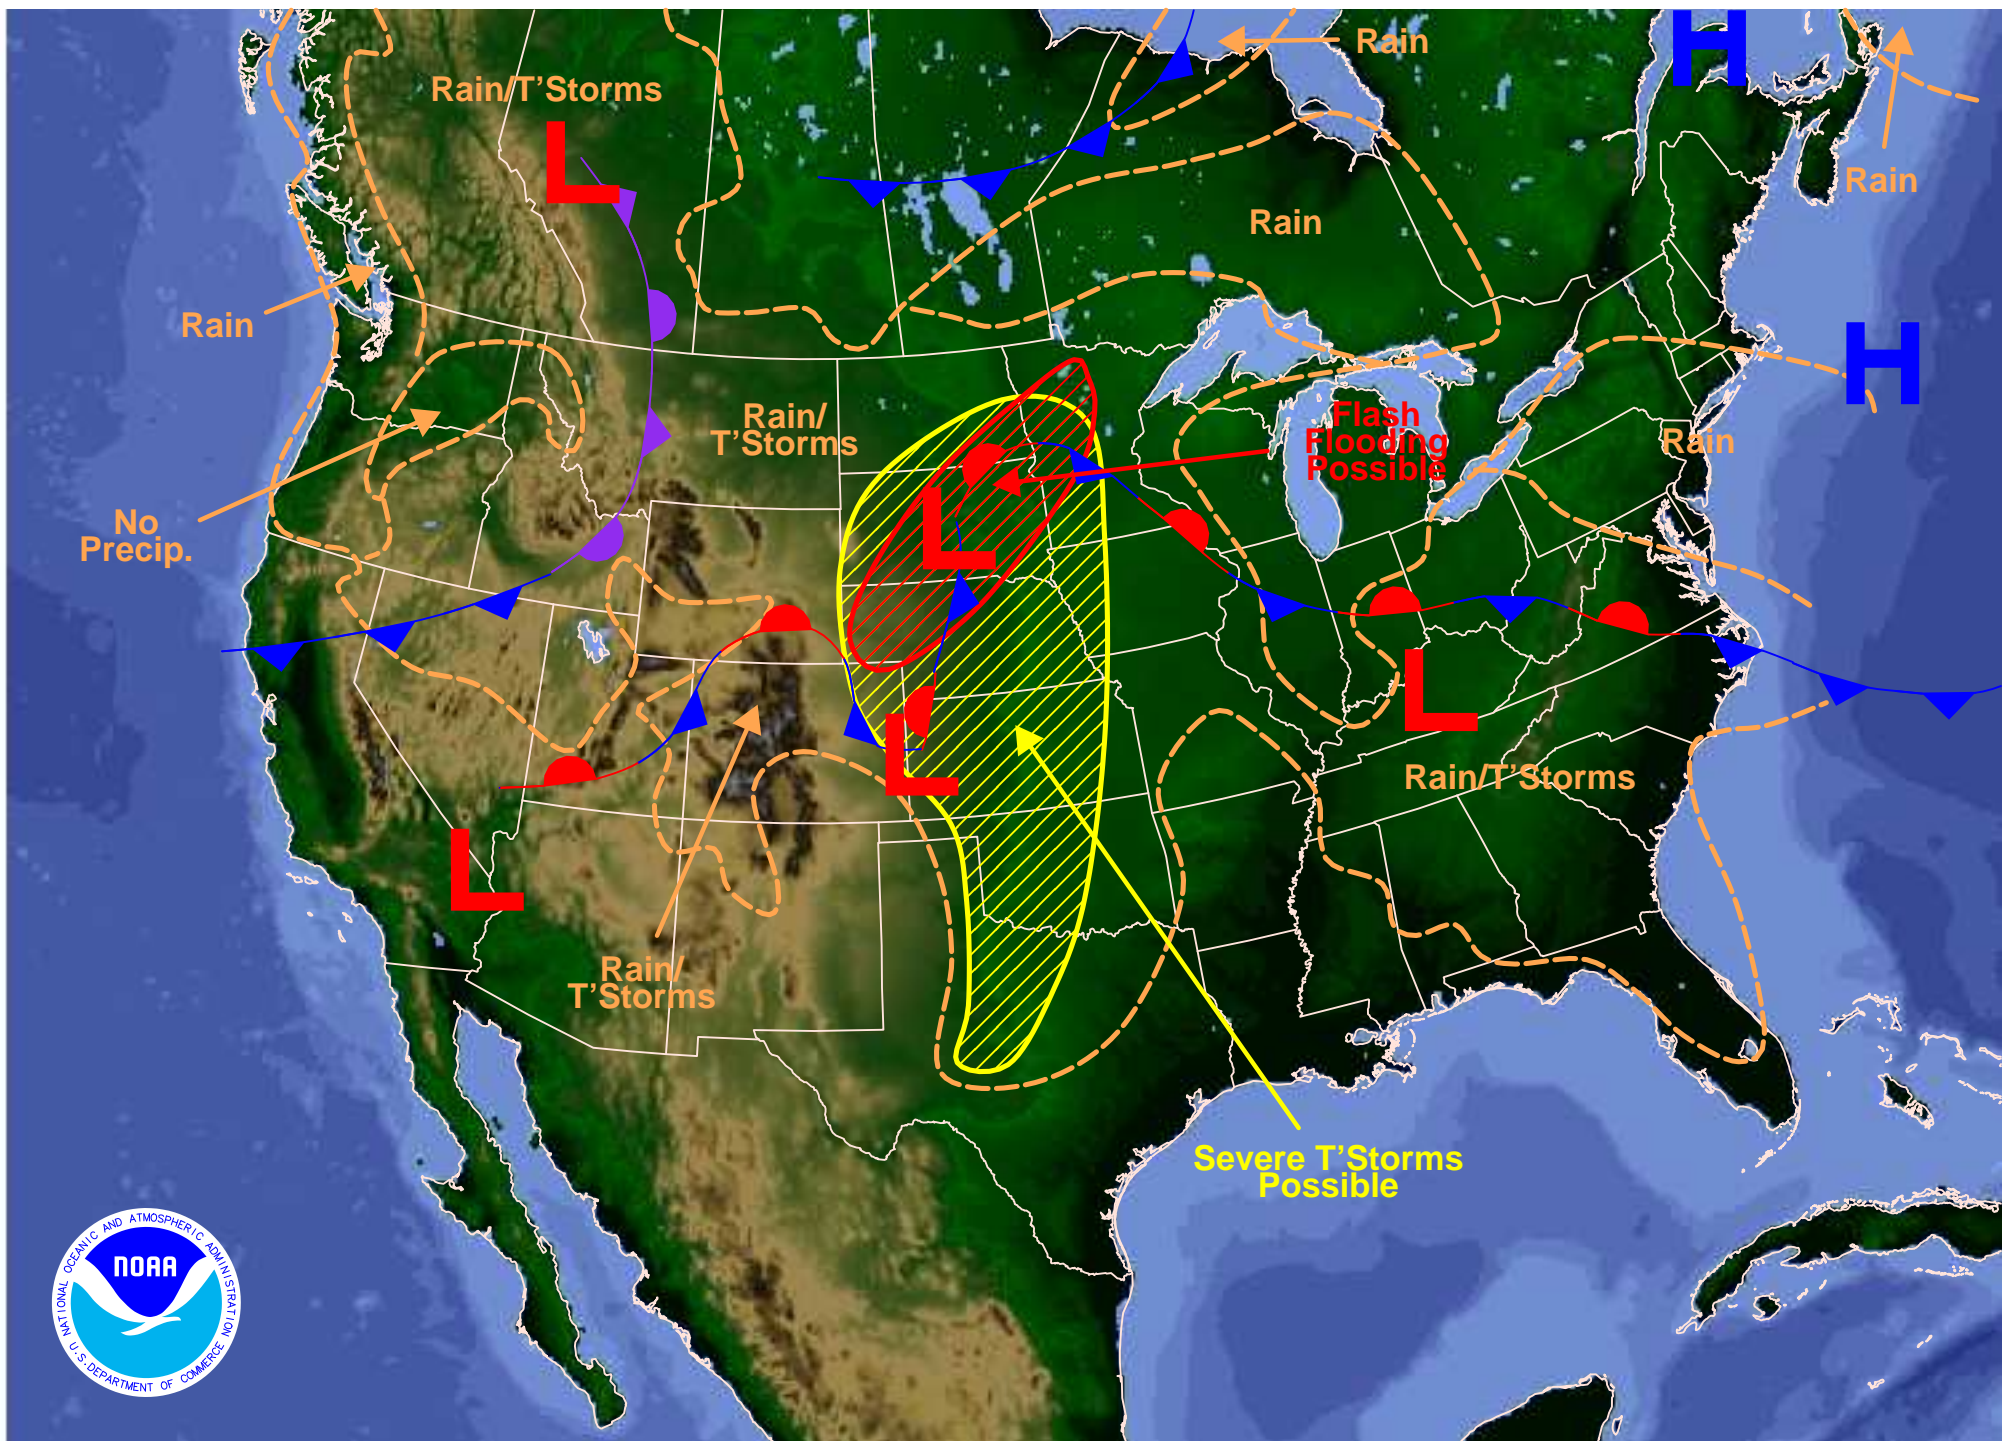 Rain
H
Rain/T'Storms
L
Rain
Rain
Rain
H
Rain/
T'Storms
Flash
Flooding
Possible
Rain
No
Precip.
L
L
Rain/T'Storms
L
L
Rain/
T'Storms
Severe T'Storms
Possible
NATIONAL OCEANIC AND ATMOSPHERIC ADMINISTRATION
NOAA
U.S. DEPARTMENT OF COMMERCE